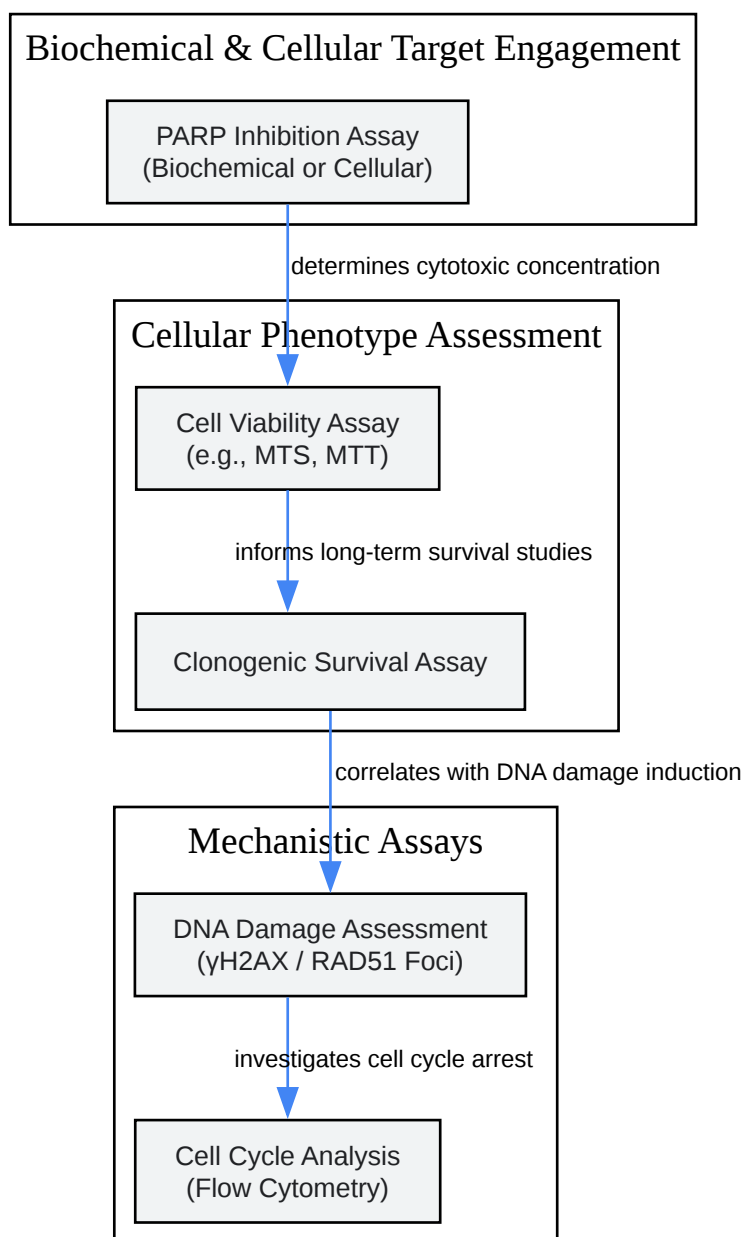 Biochemical & Cellular Target Engagement
PARP Inhibition Assay
(Biochemical or Cellular)
determines cytotoxic concentration
Cellular Phenotype Assessment
Cell Viability Assay
(e.g., MTS, MTT)
informs long-term survival studies
Clonogenic Survival Assay
correlates with DNA damage induction
Mechanistic Assays
DNA Damage Assessment
(γH2AX / RAD51 Foci)
investigates cell cycle arrest
Cell Cycle Analysis
(Flow Cytometry)